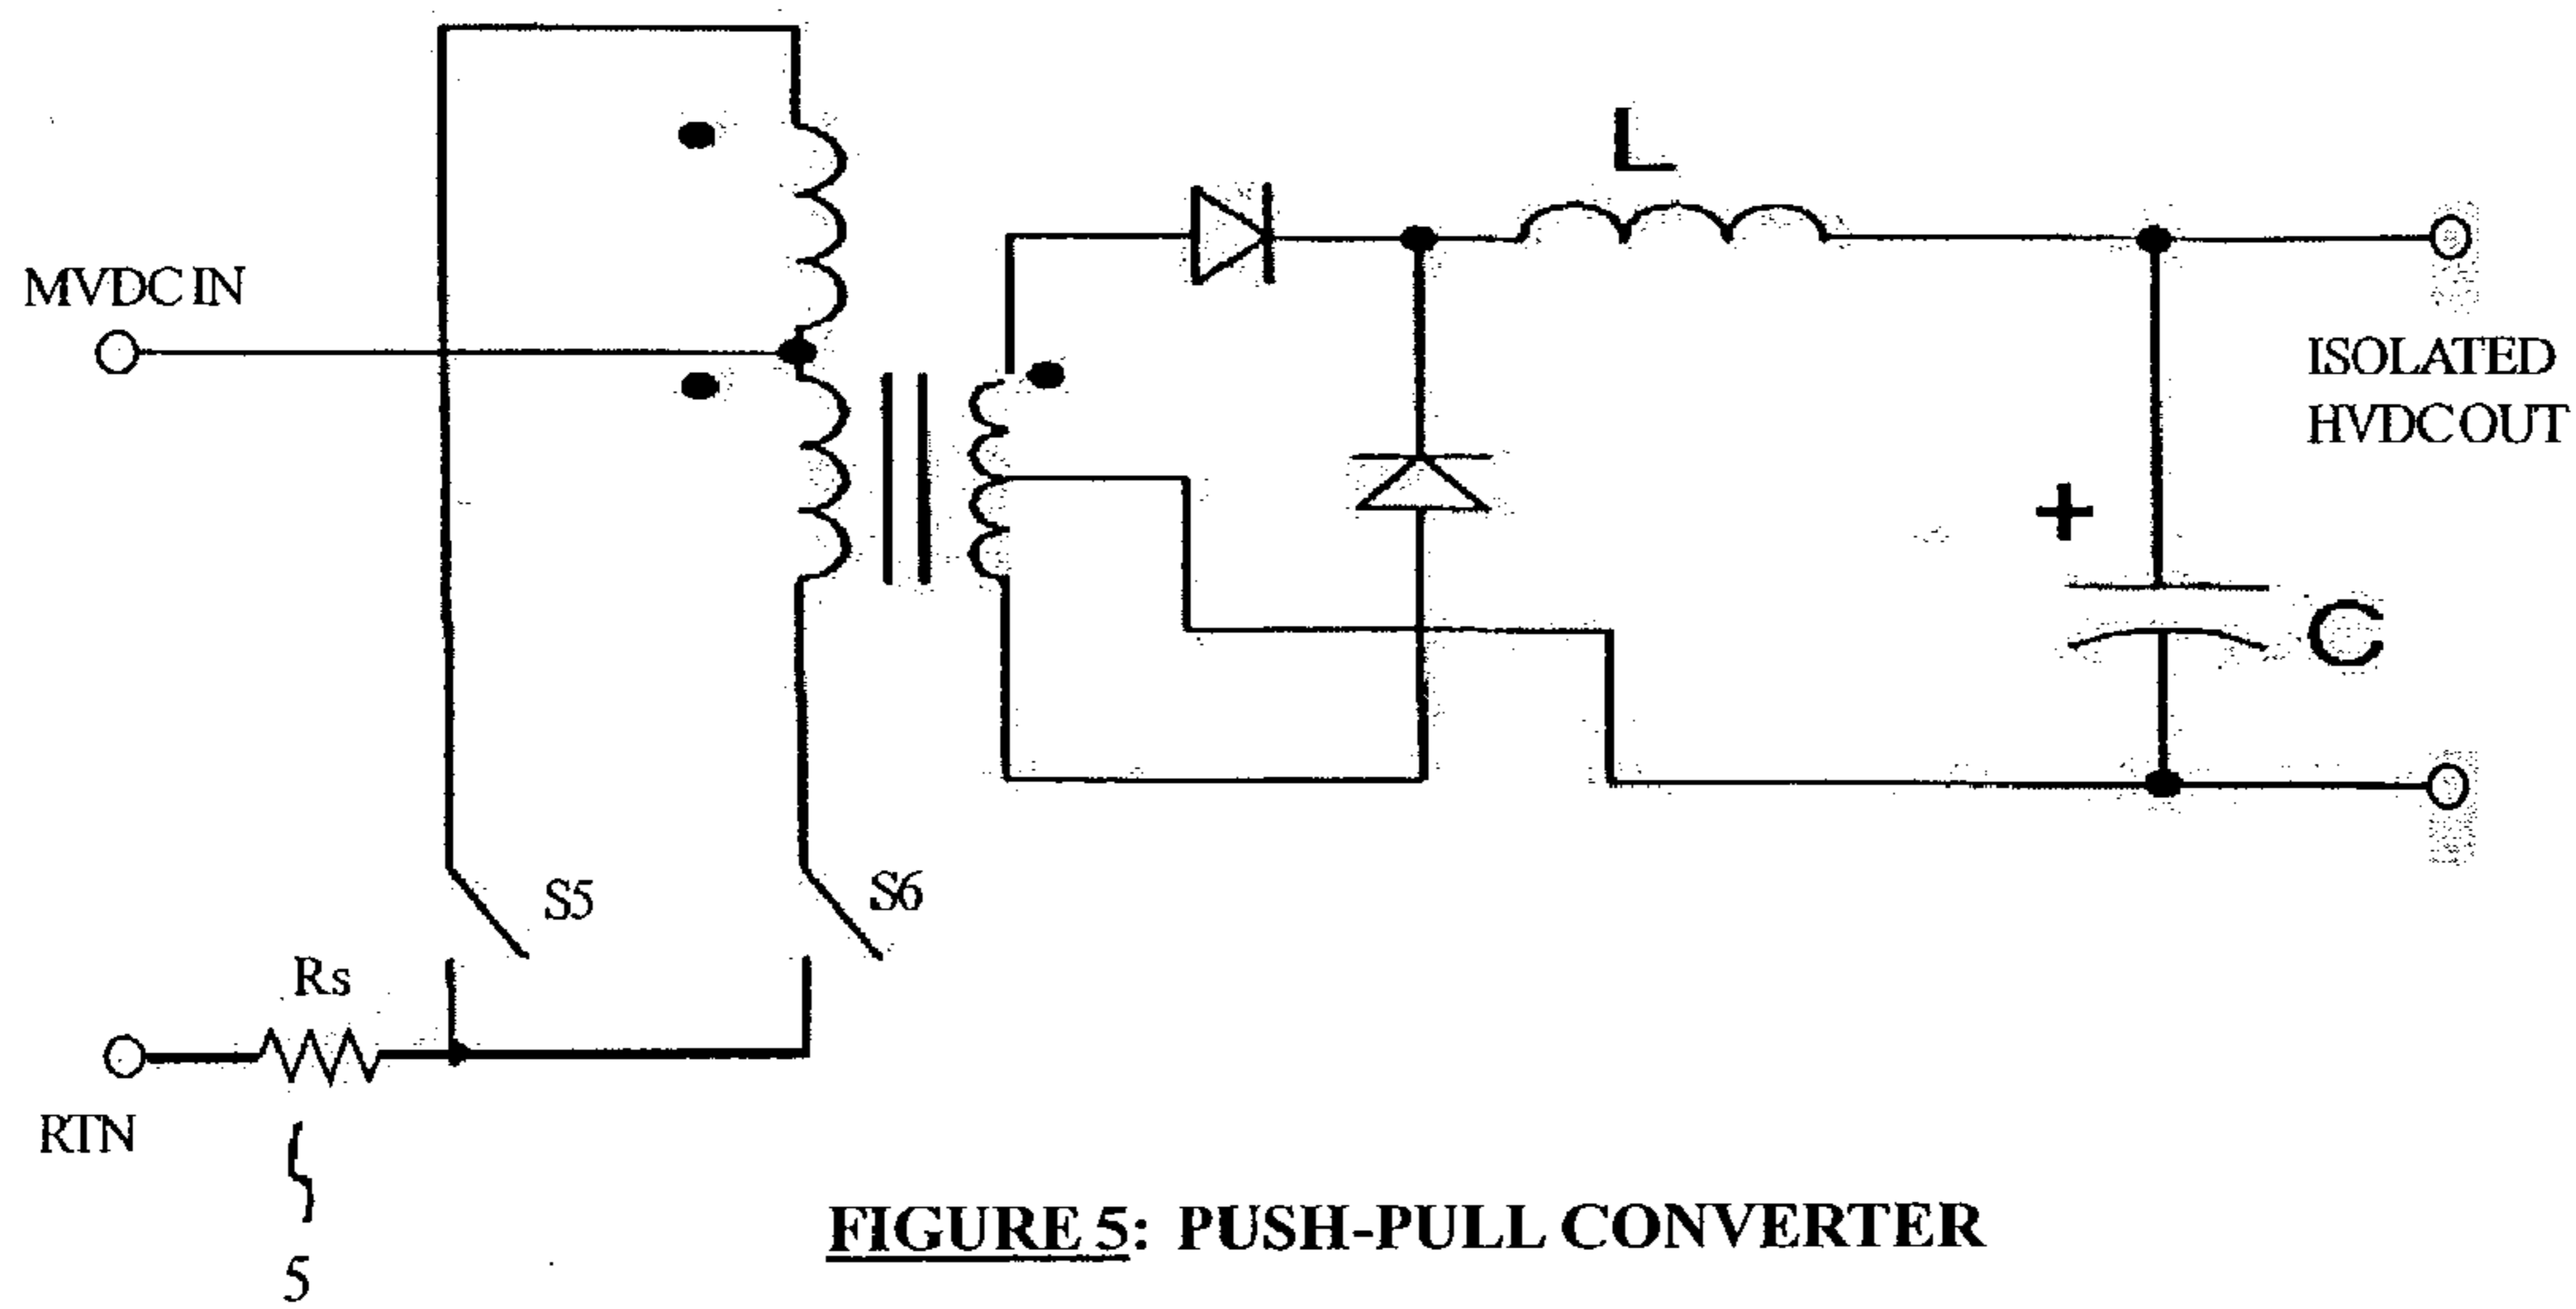 L
MVDC IN
ISOLATED
HVDC OUT
+
C
S5
S6
Rs
RTN
5
FIGURE 5: PUSH-PULL CONVERTER